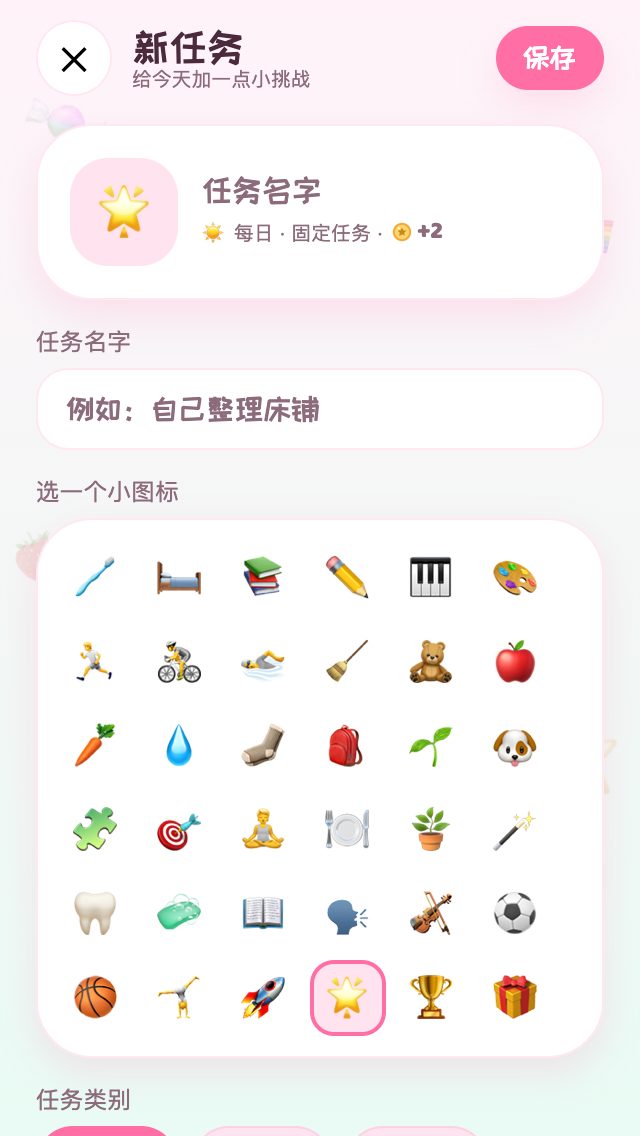 新任务
给今天加一点小挑战
保存
任务名字
每日 · 固定任务 · +2
任务名字
例如：自己整理床铺
选一个小图标
任务类别